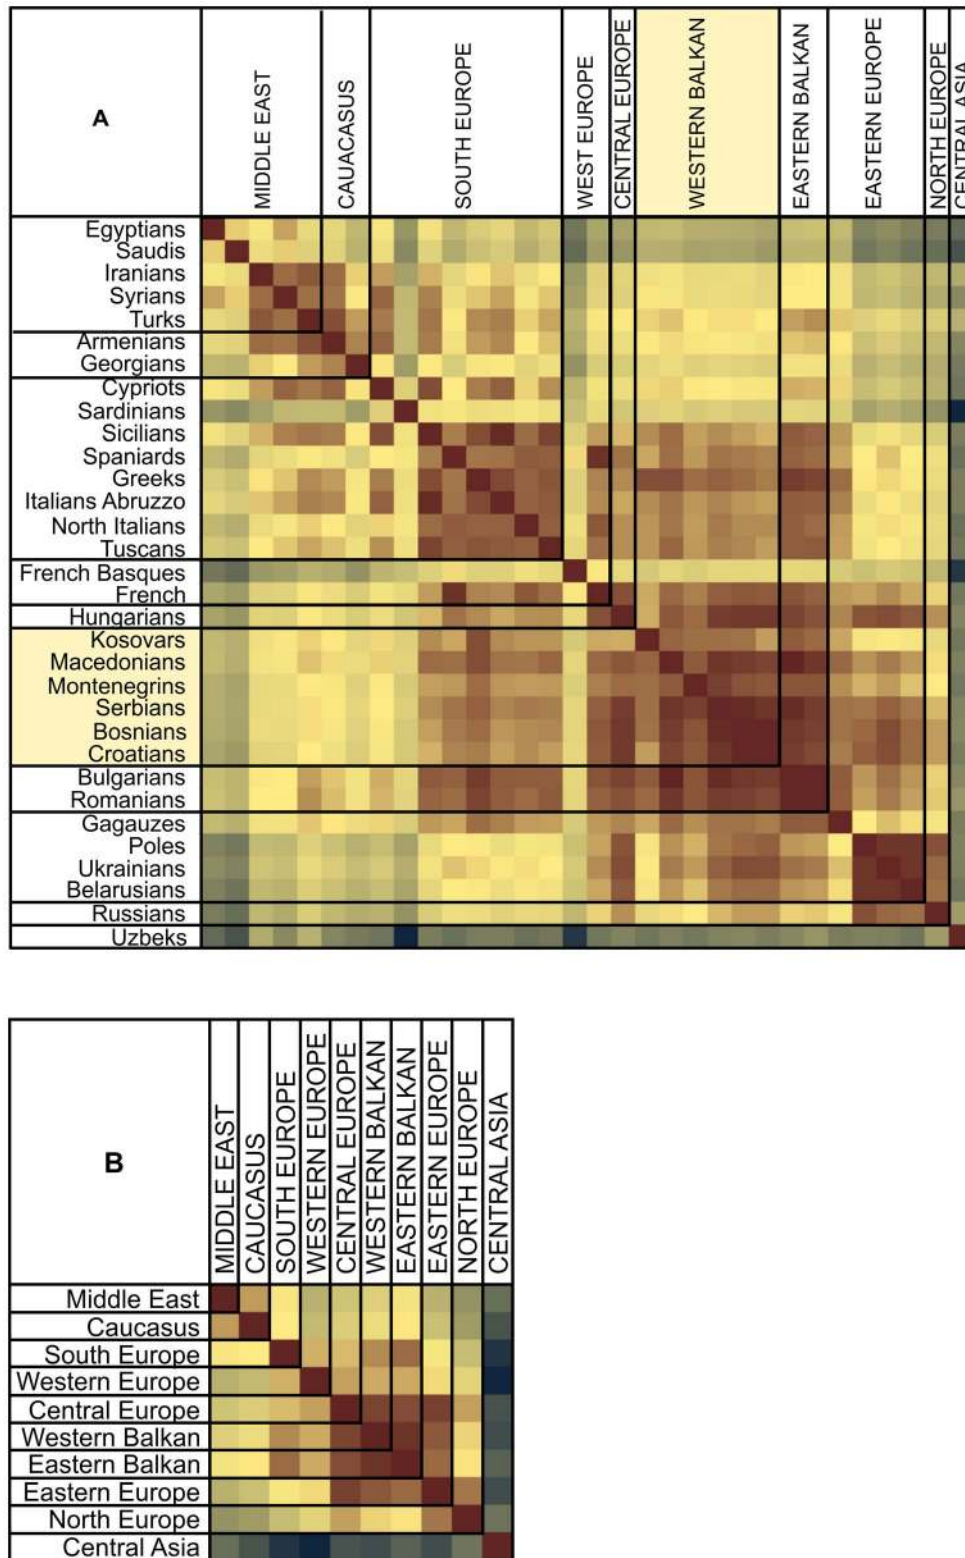 A
MIDDLE EAST
CAUACASUS
SOUTH EUROPE
WEST EUROPE
CENTRAL EUROPE
WESTERN BALKAN
EASTERN BALKAN
EASTERN EUROPE
NORTH EUROPE
CENTRAL ASIA
Egyptians
Saudis
Iranians
Syrians
Turks
Armenians
Georgians
Cypriots
Sardinians
Sicilians
Spaniards
Greeks
Italians Abruzzo
North Italians
Tuscans
French Basques
French
Hungarians
Kosovars
Macedonians
Montenegrins
Serbians
Bosnians
Croatians
Bulgarians
Romanians
Gagauzes
Poles
Ukrainians
Belarusians
Russians
Uzbeks
B
MIDDLE EAST
CAUCASUS
SOUTH EUROPE
WESTERN EUROPE
CENTRAL EUROPE
WESTERN BALKAN
EASTERN BALKAN
EASTERN EUROPE
NORTH EUROPE
CENTRAL ASIA
Middle East
Caucasus
South Europe
Western Europe
Central Europe
Western Balkan
Eastern Balkan
Eastern Europe
North Europe
Central Asia